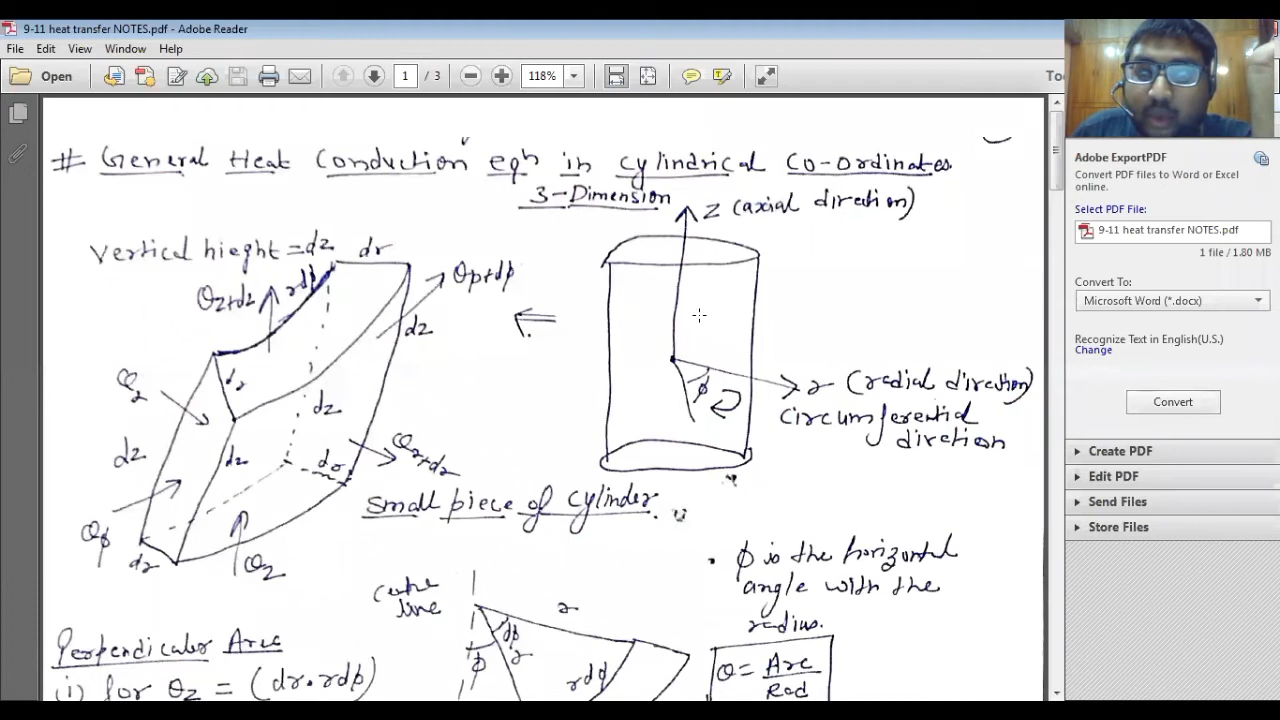 9-11 heat transfer NOTES.pdf - Adobe Reader
File Edit View Window Help
Open 1 / 3 118%
# General Heat Conduction eqn in cylindrical Co-ordinates
3-Dimension
Z (axial direction)
Vertical hieght = dz dr
Qz+dz rdϕ Qϕ+dϕ
dz
dr
Qr
r (radial direction)
ϕ
circumferential
dirction
dz
dz
dz
dr
Qr+dr
Small piece of cylinder.
Qϕ
dr
Qz
• ϕ is the horizontal
angle with the
radius.
Centre
line
r
dϕ
ϕ r
rdϕ
θ = Arc
Rad
Perpendicular Area
(i) for Qz = (dr.rdϕ)
Adobe ExportPDF
Convert PDF files to Word or Excel
online.
Select PDF File:
9-11 heat transfer NOTES.pdf
1 file / 1.80 MB
Convert To:
Microsoft Word (*.docx)
Recognize Text in English(U.S.)
Change
Convert
Create PDF
Edit PDF
Send Files
Store Files